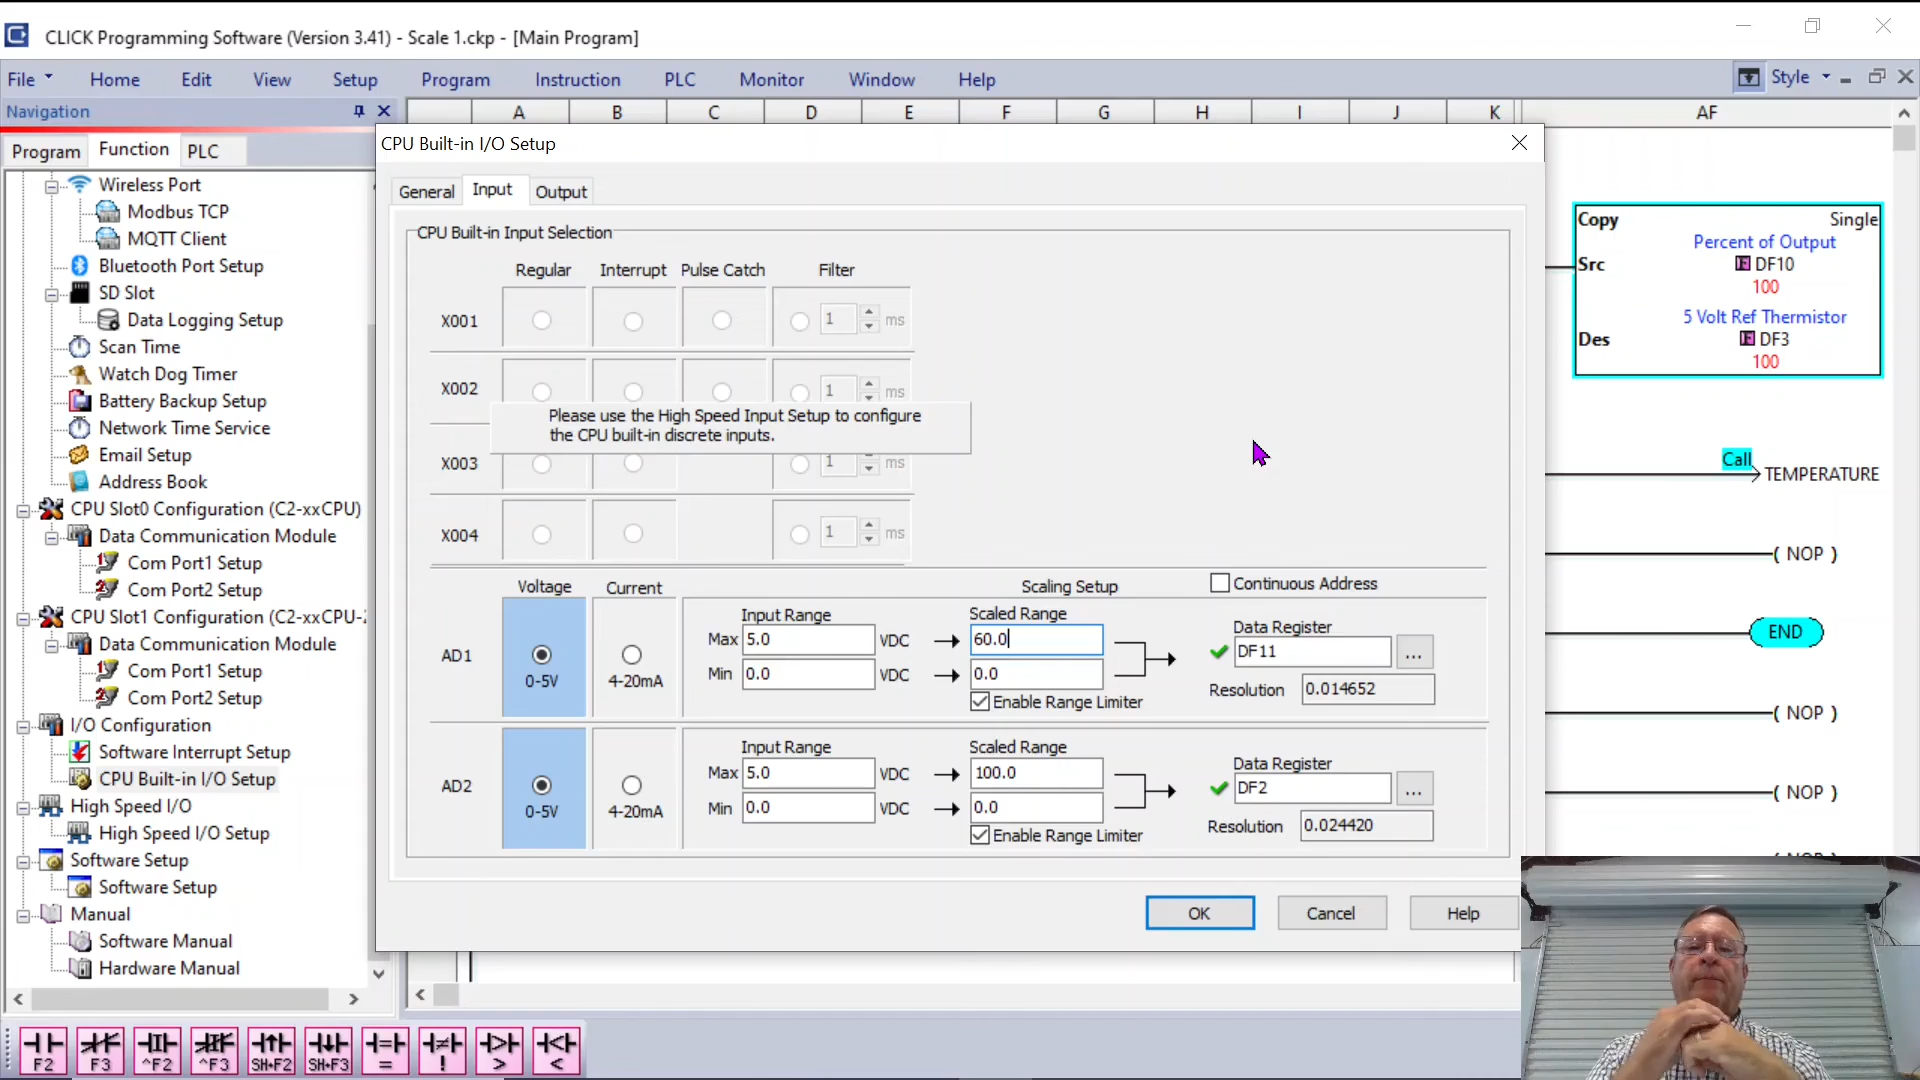 CLICK Programming Software (Version 3.41) - Scale 1.ckp - [Main Program]
File Home Edit View Setup Program Instruction PLC Monitor Window Help Style
Navigation
A B C D E F G H I J K AF
Program Function PLC
Wireless Port
Modbus TCP
MQTT Client
Bluetooth Port Setup
SD Slot
Data Logging Setup
Scan Time
Watch Dog Timer
Battery Backup Setup
Network Time Service
Email Setup
Address Book
CPU Slot0 Configuration (C2-xxCPU)
Data Communication Module
Com Port1 Setup
Com Port2 Setup
CPU Slot1 Configuration (C2-xxCPU-
Data Communication Module
Com Port1 Setup
Com Port2 Setup
I/O Configuration
Software Interrupt Setup
CPU Built-in I/O Setup
High Speed I/O
High Speed I/O Setup
Software Setup
Software Setup
Manual
Software Manual
Hardware Manual
CPU Built-in I/O Setup
General Input Output
CPU Built-in Input Selection
Regular Interrupt Pulse Catch Filter
X001 1 ms
X002 1 ms
Please use the High Speed Input Setup to configure
the CPU built-in discrete inputs.
X003 1 ms
X004 1 ms
Voltage Current Scaling Setup Continuous Address
Input Range Scaled Range Data Register
AD1 0-5V 4-20mA
Max 5.0 VDC 60.0 DF11
Min 0.0 VDC 0.0 Resolution 0.014652
Enable Range Limiter
Input Range Scaled Range Data Register
AD2 0-5V 4-20mA
Max 5.0 VDC 100.0 DF2
Min 0.0 VDC 0.0 Resolution 0.024420
Enable Range Limiter
OK Cancel Help
Copy Single
Percent of Output
Src DF10
100
5 Volt Ref Thermistor
Des DF3
100
Call
TEMPERATURE
( NOP )
END
( NOP )
( NOP )
F2 F3 ^F2 ^F3 SH+F2 SH+F3 = ! > <